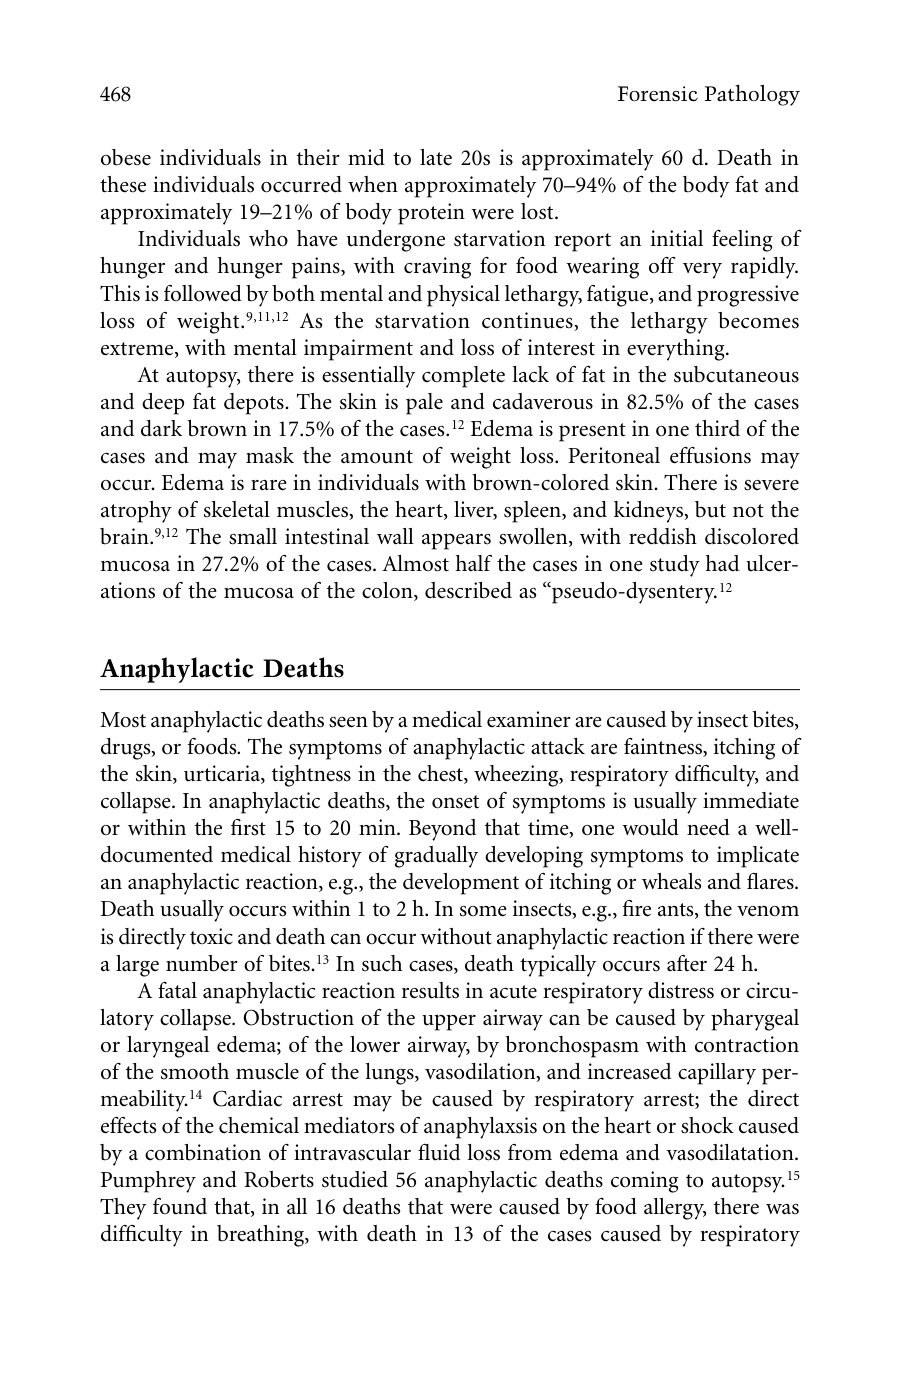 468 Forensic Pathology
obese individuals in their mid to late 20s is approximately 60 d. Death in
these individuals occurred when approximately 70–94% of the body fat and
approximately 19–21% of body protein were lost.
Individuals who have undergone starvation report an initial feeling of
hunger and hunger pains, with craving for food wearing off very rapidly.
This is followed by both mental and physical lethargy, fatigue, and progressive
loss of weight.9,11,12 As the starvation continues, the lethargy becomes
extreme, with mental impairment and loss of interest in everything.
At autopsy, there is essentially complete lack of fat in the subcutaneous
and deep fat depots. The skin is pale and cadaverous in 82.5% of the cases
and dark brown in 17.5% of the cases.12 Edema is present in one third of the
cases and may mask the amount of weight loss. Peritoneal effusions may
occur. Edema is rare in individuals with brown-colored skin. There is severe
atrophy of skeletal muscles, the heart, liver, spleen, and kidneys, but not the
brain.9,12 The small intestinal wall appears swollen, with reddish discolored
mucosa in 27.2% of the cases. Almost half the cases in one study had ulcer-
ations of the mucosa of the colon, described as “pseudo-dysentery.12
Anaphylactic Deaths
Most anaphylactic deaths seen by a medical examiner are caused by insect bites,
drugs, or foods. The symptoms of anaphylactic attack are faintness, itching of
the skin, urticaria, tightness in the chest, wheezing, respiratory difficulty, and
collapse. In anaphylactic deaths, the onset of symptoms is usually immediate
or within the first 15 to 20 min. Beyond that time, one would need a well-
documented medical history of gradually developing symptoms to implicate
an anaphylactic reaction, e.g., the development of itching or wheals and flares.
Death usually occurs within 1 to 2 h. In some insects, e.g., fire ants, the venom
is directly toxic and death can occur without anaphylactic reaction if there were
a large number of bites.13 In such cases, death typically occurs after 24 h.
A fatal anaphylactic reaction results in acute respiratory distress or circu-
latory collapse. Obstruction of the upper airway can be caused by pharygeal
or laryngeal edema; of the lower airway, by bronchospasm with contraction
of the smooth muscle of the lungs, vasodilation, and increased capillary per-
meability.14 Cardiac arrest may be caused by respiratory arrest; the direct
effects of the chemical mediators of anaphylaxsis on the heart or shock caused
by a combination of intravascular fluid loss from edema and vasodilatation.
Pumphrey and Roberts studied 56 anaphylactic deaths coming to autopsy.15
They found that, in all 16 deaths that were caused by food allergy, there was
difficulty in breathing, with death in 13 of the cases caused by respiratory